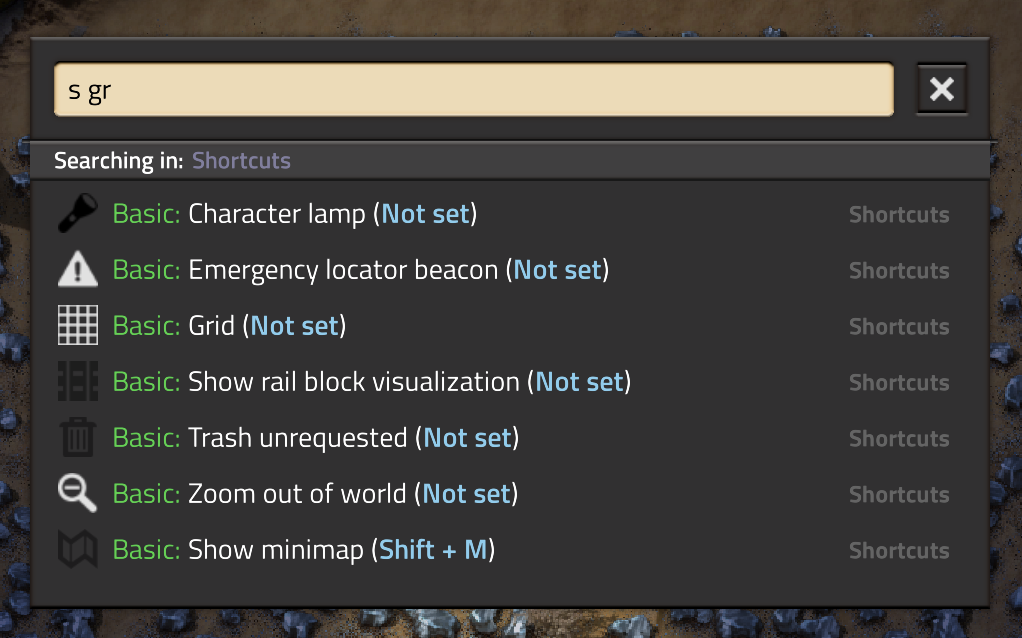 s gr
Searching in: Shortcuts
Basic: Character lamp (Not set) Shortcuts
Basic: Emergency locator beacon (Not set) Shortcuts
Basic: Grid (Not set) Shortcuts
Basic: Show rail block visualization (Not set) Shortcuts
Basic: Trash unrequested (Not set) Shortcuts
Basic: Zoom out of world (Not set) Shortcuts
Basic: Show minimap (Shift + M) Shortcuts